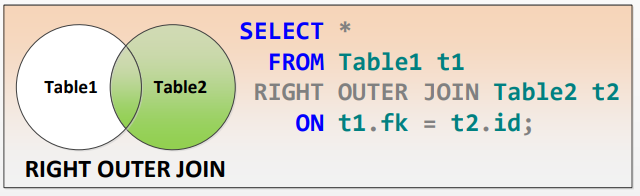 Table1
Table2
RIGHT OUTER JOIN
SELECT *
FROM Table1 t1
RIGHT OUTER JOIN Table2 t2
ON t1.fk = t2.id;